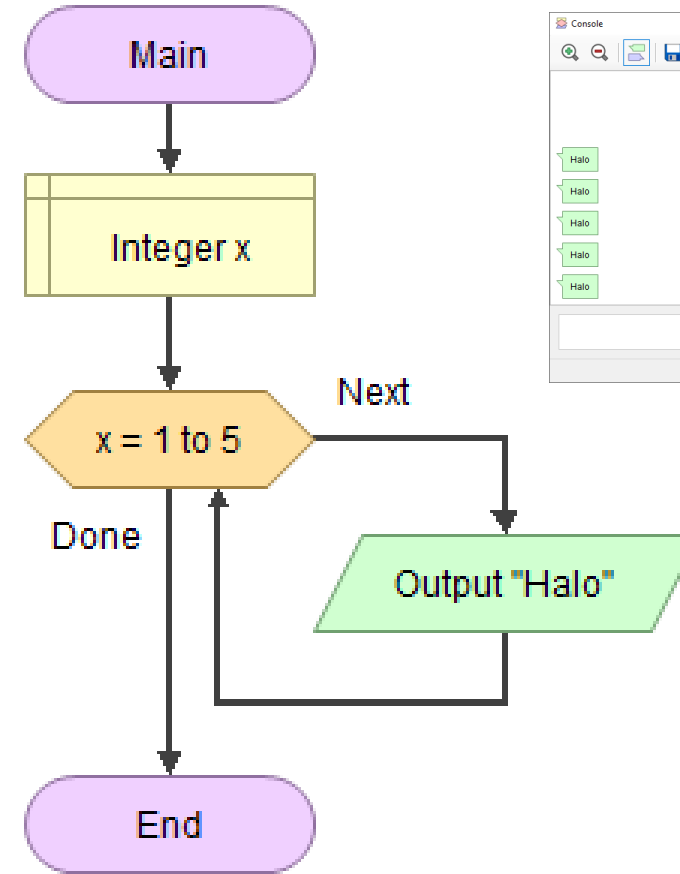 Main
Integer x
x = 1 to 5
Next
Done
Output "Halo"
End
Console
Halo
Halo
Halo
Halo
Halo